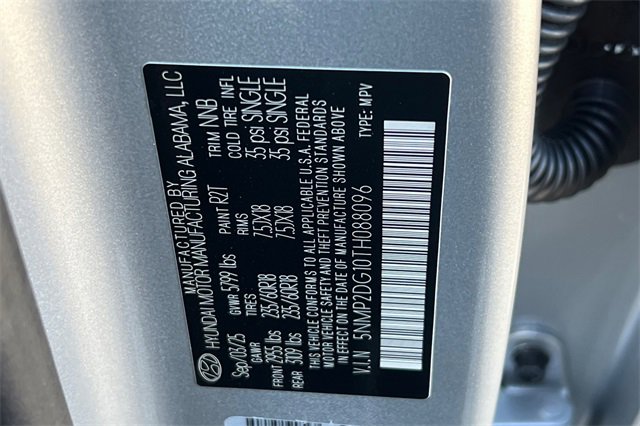 MANUFACTURED BY
HYUNDAI MOTOR MANUFACTURING ALABAMA, LLC
Sep/03/25 GVWR 5799 lbs PAINT R2T TRIM NNB
GAWR TIRES RIMS COLD TIRE INFL
FRONT 2955 lbs 235/60R18 7.5JX18 35 psi SINGLE
REAR 3109 lbs 235/60R18 7.5JX18 35 psi SINGLE
THIS VEHICLE CONFORMS TO ALL APPLICABLE U.S.A. FEDERAL
MOTOR VEHICLE SAFETY AND THEFT PREVENTION STANDARDS
IN EFFECT ON THE DATE OF MANUFACTURE SHOWN ABOVE
V.I.N 5NMP2DG10TH088096 TYPE: MPV